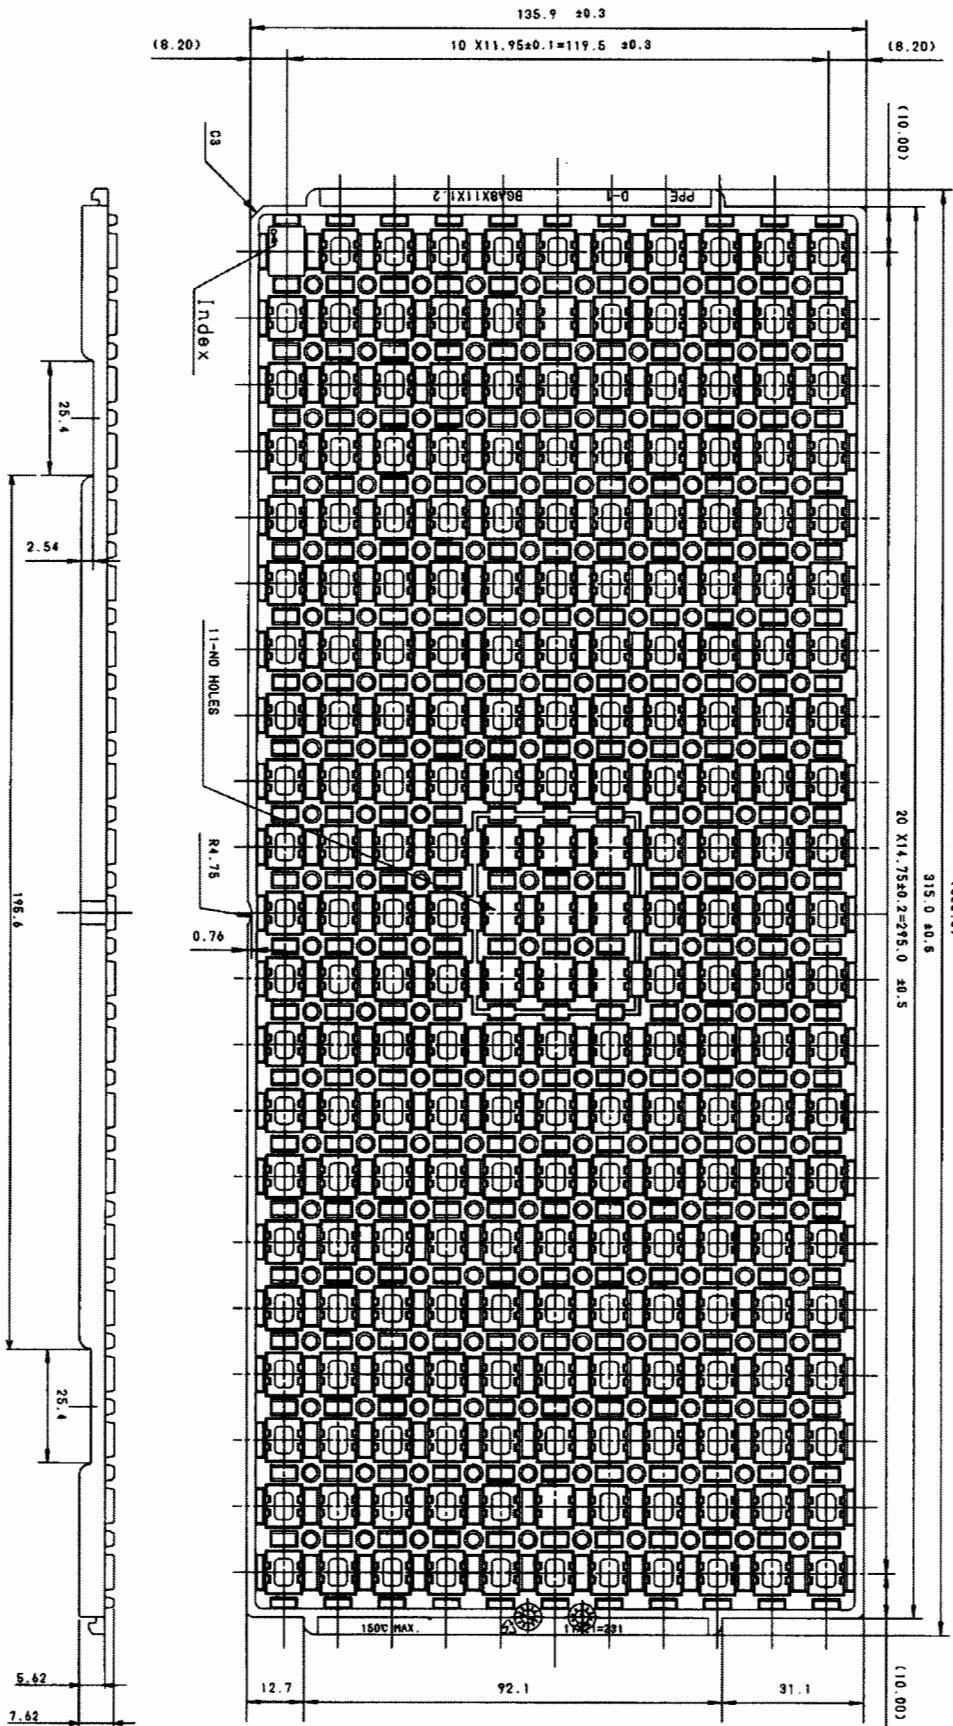 135.9 ±0.3
(8.20)
10 X11.95±0.1=119.5 ±0.3
(8.20)
(10.00)
C3
BGA8X11X1.2
D-1
PPE
Index
25.4
2.54
11-NO HOLES
20 X14.75±0.2=295.0 ±0.5
315.0 ±0.5
R4.75
195.6
0.76
25.4
150℃ MAX.
5.62
12.7
92.1
31.1
(10.00)
7.62